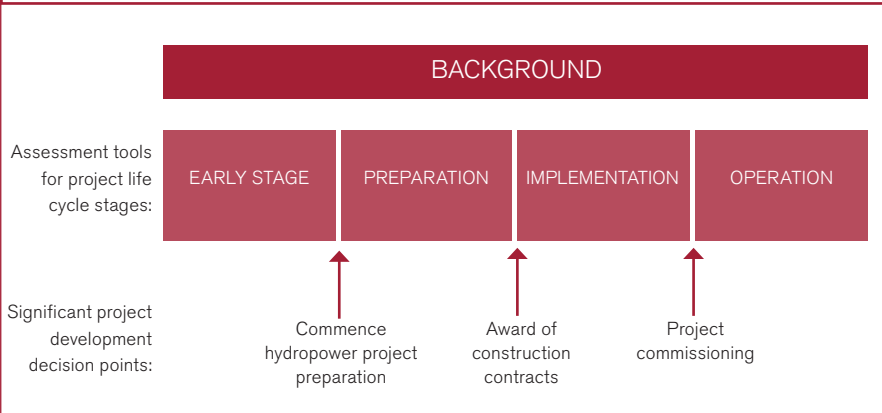 BACKGROUND
Assessment tools
for project life
cycle stages:
EARLY STAGE
PREPARATION
IMPLEMENTATION
OPERATION
Significant project
development
decision points:
Commence
hydropower project
preparation
Award of
construction
contracts
Project
commissioning